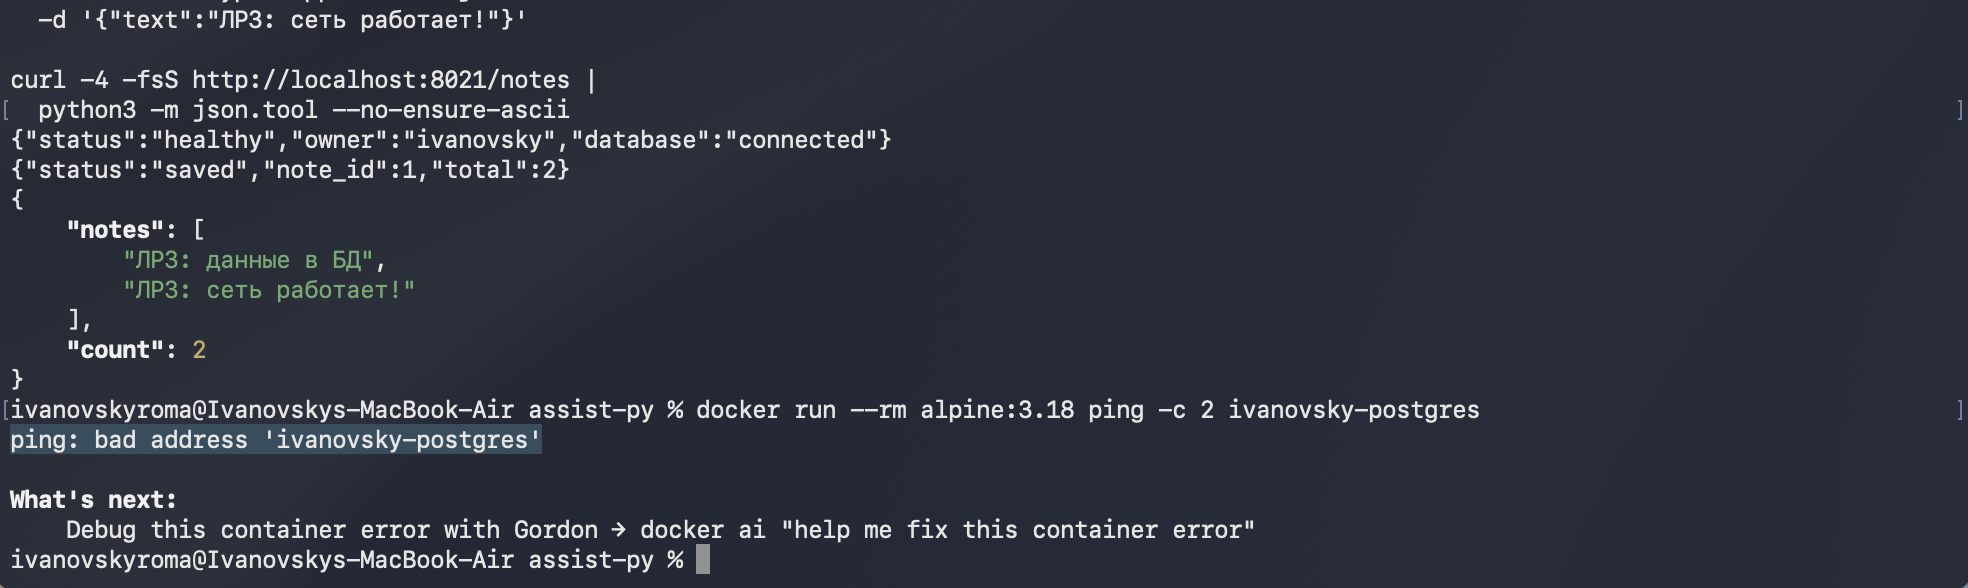 -d '{"text":"ЛР3: сеть работает!"}'
curl -4 -fsS http://localhost:8021/notes |
[  python3 -m json.tool --no-ensure-ascii ]
{"status":"healthy","owner":"ivanovsky","database":"connected"}
{"status":"saved","note_id":1,"total":2}
{
"notes": [
"ЛР3: данные в БД",
"ЛР3: сеть работает!"
],
"count": 2
}
[ivanovskyroma@Ivanovskys-MacBook-Air assist-py % docker run --rm alpine:3.18 ping -c 2 ivanovsky-postgres ]
ping: bad address 'ivanovsky-postgres'
What's next:
Debug this container error with Gordon → docker ai "help me fix this container error"
ivanovskyroma@Ivanovskys-MacBook-Air assist-py %